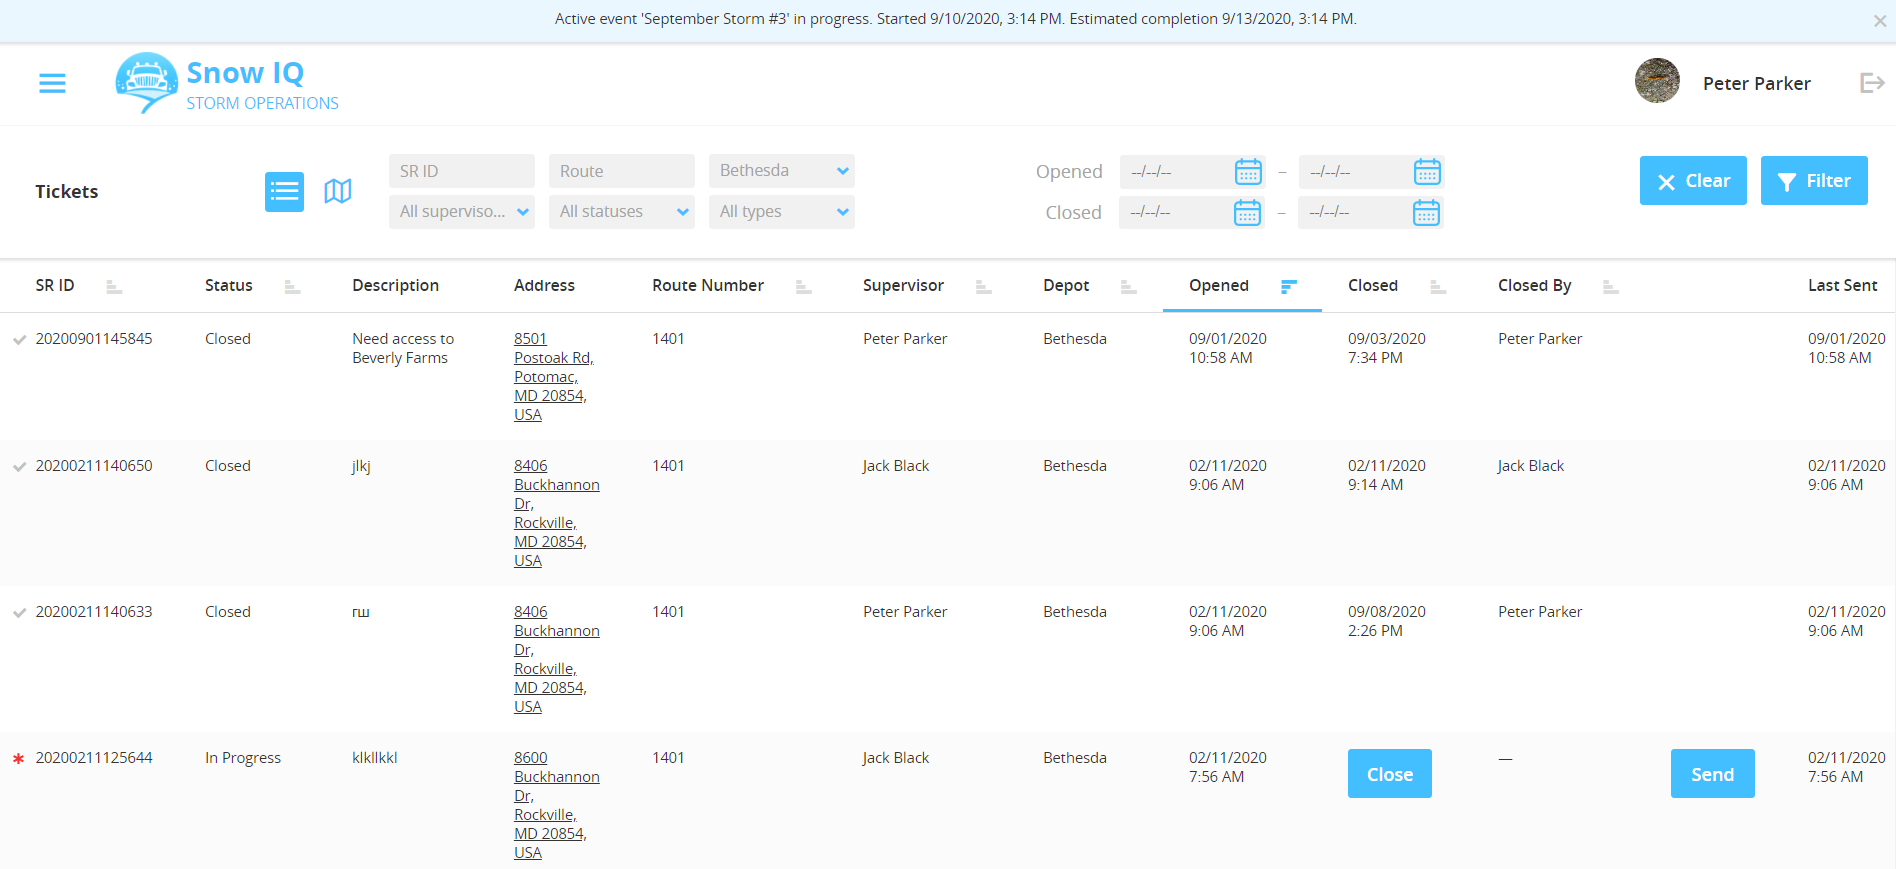 Active event 'September Storm #3' in progress. Started 9/10/2020, 3:14 PM. Estimated completion 9/13/2020, 3:14 PM.
Snow IQ
STORM OPERATIONS
Peter Parker
Tickets
SR ID
Route
Bethesda
All superviso...
All statuses
All types
Opened --/--/-- – --/--/--
Closed --/--/-- – --/--/--
Clear
Filter
SR ID Status Description Address Route Number Supervisor Depot Opened Closed Closed By Last Sent
20200901145845 Closed Need access to 8501 1401 Peter Parker Bethesda 09/01/2020 09/03/2020 Peter Parker 09/01/2020
Beverly Farms Postoak Rd, 10:58 AM 7:34 PM 10:58 AM
Potomac,
MD 20854,
USA
20200211140650 Closed jlkj 8406 1401 Jack Black Bethesda 02/11/2020 02/11/2020 Jack Black 02/11/2020
Buckhannon 9:06 AM 9:14 AM 9:06 AM
Dr,
Rockville,
MD 20854,
USA
20200211140633 Closed гш 8406 1401 Peter Parker Bethesda 02/11/2020 09/08/2020 Peter Parker 02/11/2020
Buckhannon 9:06 AM 2:26 PM 9:06 AM
Dr,
Rockville,
MD 20854,
USA
20200211125644 In Progress klkllkkl 8600 1401 Jack Black Bethesda 02/11/2020 Close — Send 02/11/2020
Buckhannon 7:56 AM 7:56 AM
Dr,
Rockville,
MD 20854,
USA